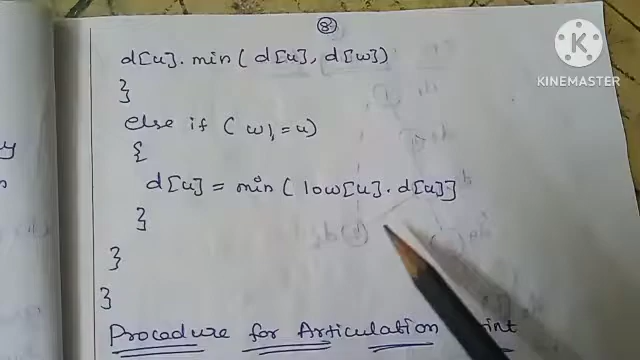 8
d[u].min(d[u], d[w])
}
else if (w!=u)
{
d[u] = min(low[u].d[u]]
}
}
}
Procedure for Articulation
KINEMASTER